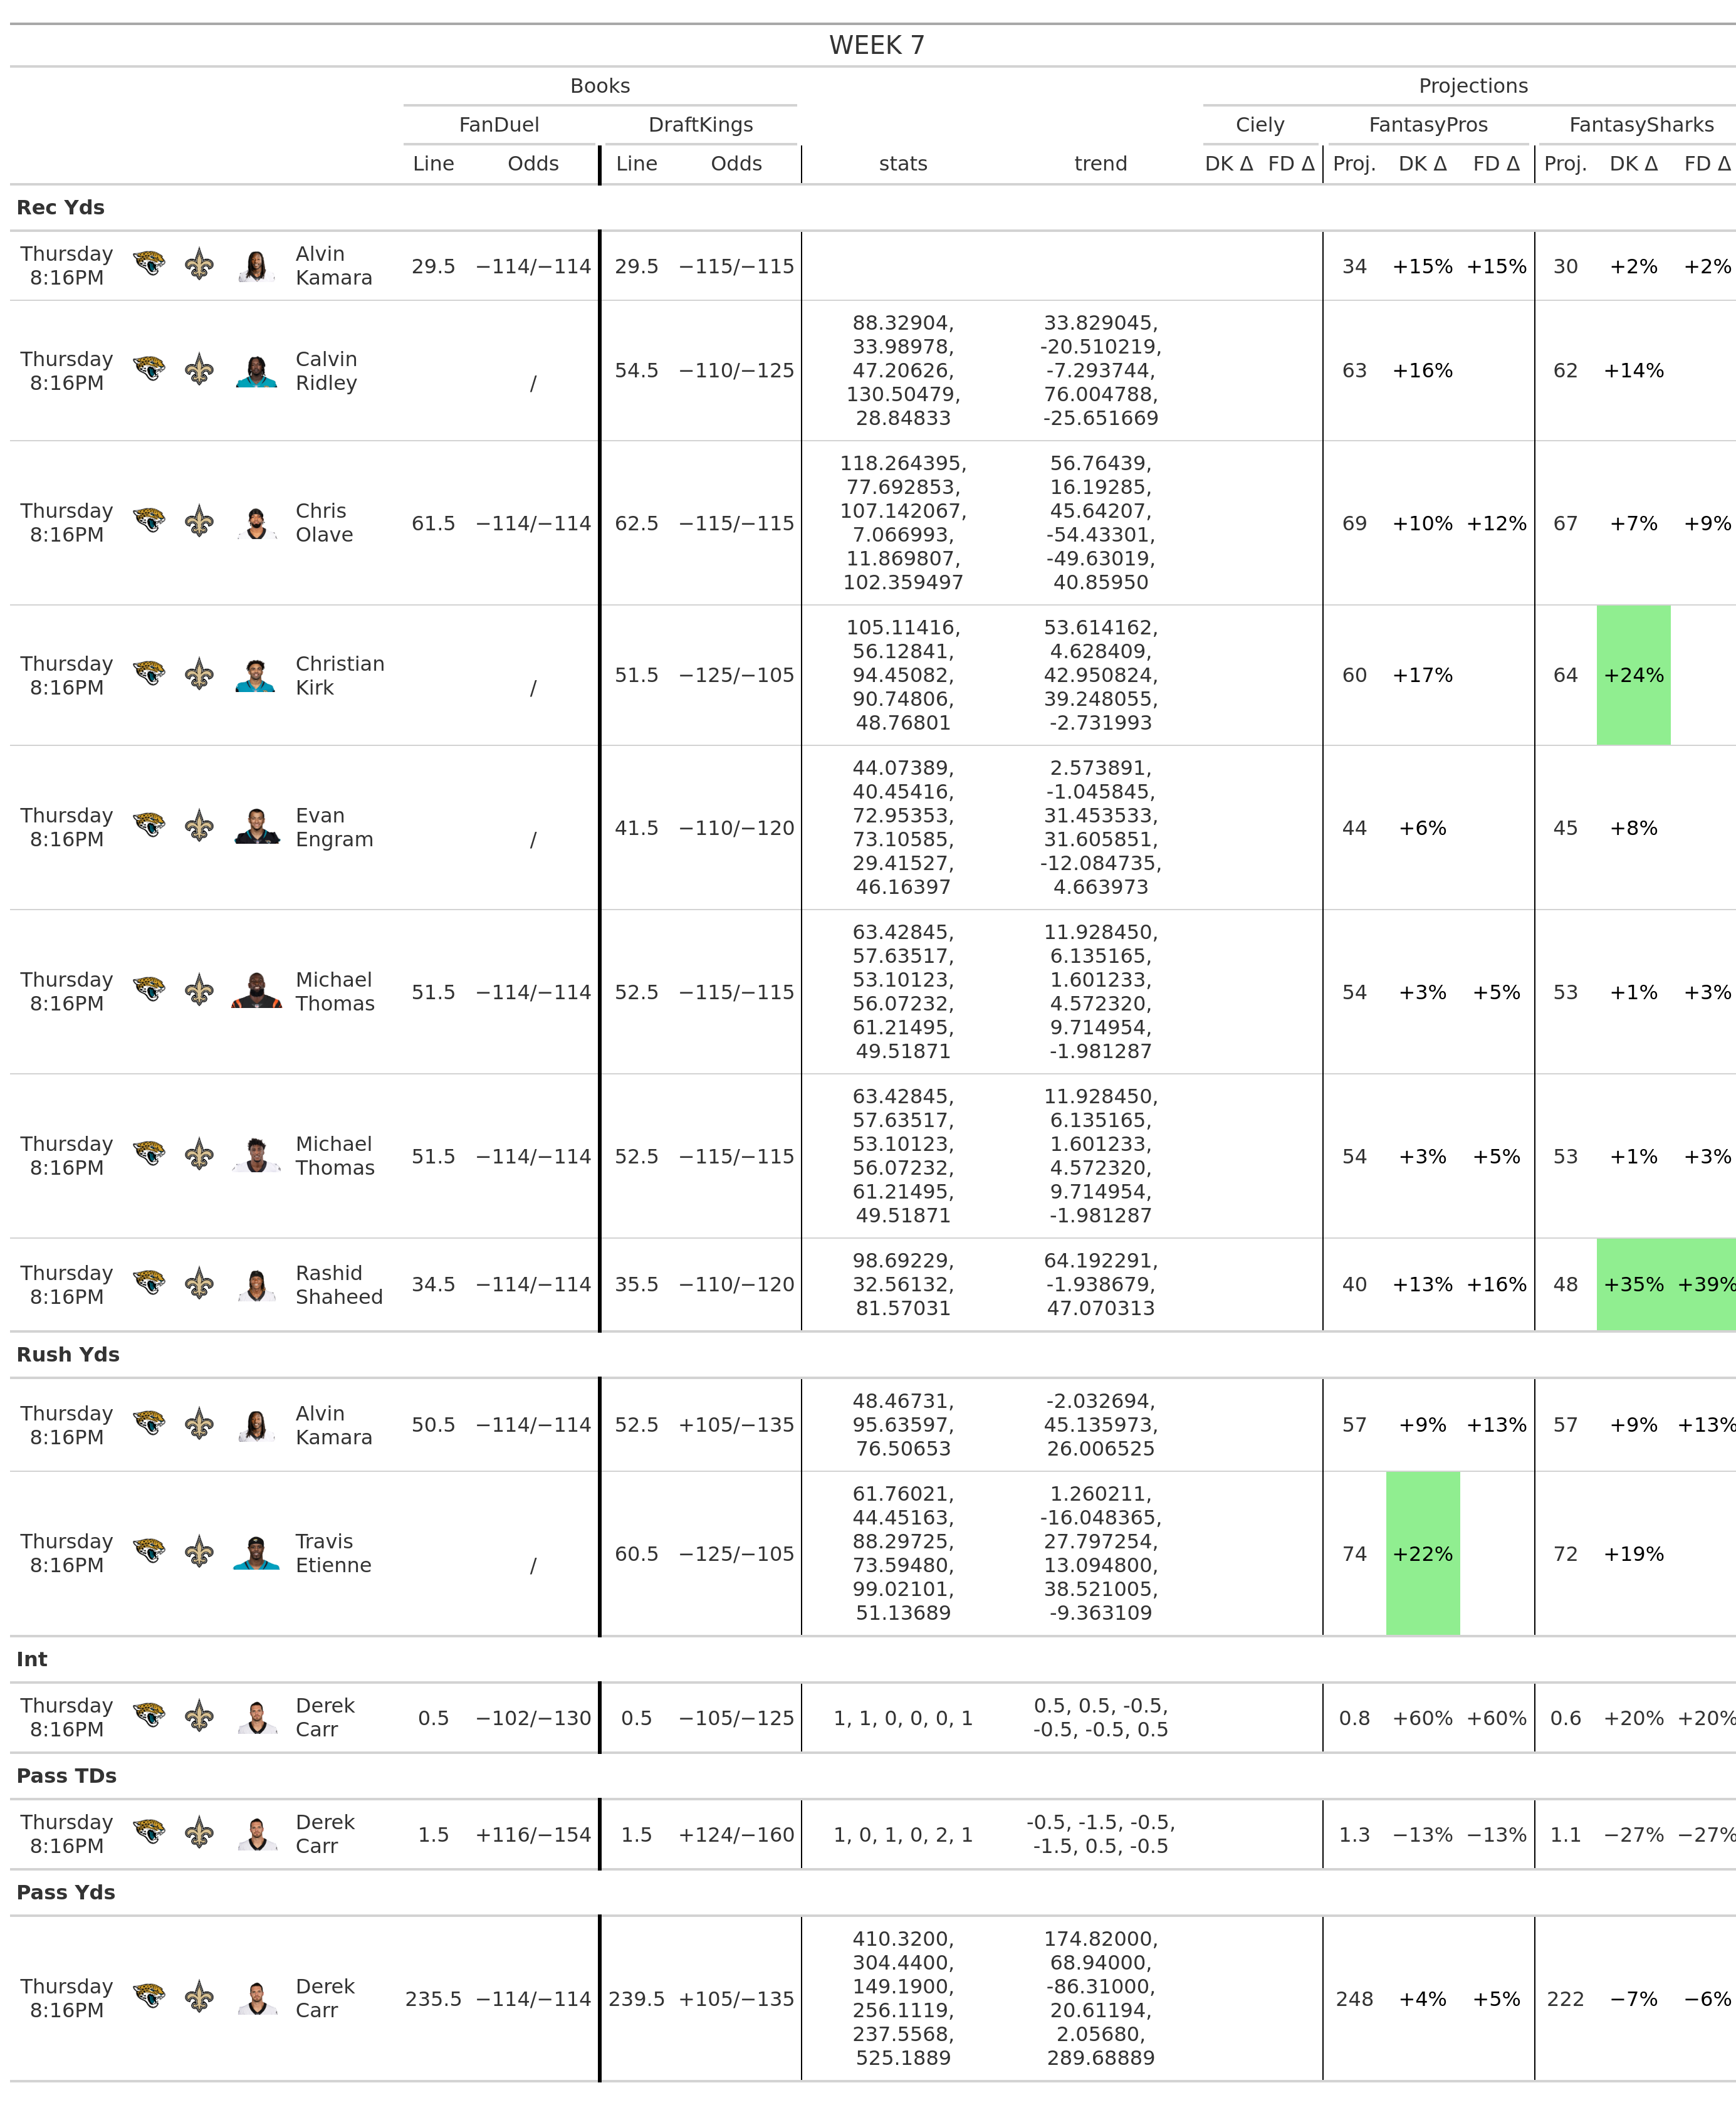 WEEK 7
Books Projections
FanDuel DraftKings Ciely FantasyPros FantasySharks
Line Odds Line Odds stats trend DK Δ FD Δ Proj. DK Δ FD Δ Proj. DK Δ FD Δ
Rec Yds
Thursday 8:16PM Alvin Kamara 29.5 −114/−114 29.5 −115/−115 34 +15% +15% 30 +2% +2%
Thursday 8:16PM Calvin Ridley / 54.5 −110/−125 88.32904, 33.98978, 47.20626, 130.50479, 28.84833 33.829045, -20.510219, -7.293744, 76.004788, -25.651669 63 +16% 62 +14%
Thursday 8:16PM Chris Olave 61.5 −114/−114 62.5 −115/−115 118.264395, 77.692853, 107.142067, 7.066993, 11.869807, 102.359497 56.76439, 16.19285, 45.64207, -54.43301, -49.63019, 40.85950 69 +10% +12% 67 +7% +9%
Thursday 8:16PM Christian Kirk / 51.5 −125/−105 105.11416, 56.12841, 94.45082, 90.74806, 48.76801 53.614162, 4.628409, 42.950824, 39.248055, -2.731993 60 +17% 64 +24%
Thursday 8:16PM Evan Engram / 41.5 −110/−120 44.07389, 40.45416, 72.95353, 73.10585, 29.41527, 46.16397 2.573891, -1.045845, 31.453533, 31.605851, -12.084735, 4.663973 44 +6% 45 +8%
Thursday 8:16PM Michael Thomas 51.5 −114/−114 52.5 −115/−115 63.42845, 57.63517, 53.10123, 56.07232, 61.21495, 49.51871 11.928450, 6.135165, 1.601233, 4.572320, 9.714954, -1.981287 54 +3% +5% 53 +1% +3%
Thursday 8:16PM Michael Thomas 51.5 −114/−114 52.5 −115/−115 63.42845, 57.63517, 53.10123, 56.07232, 61.21495, 49.51871 11.928450, 6.135165, 1.601233, 4.572320, 9.714954, -1.981287 54 +3% +5% 53 +1% +3%
Thursday 8:16PM Rashid Shaheed 34.5 −114/−114 35.5 −110/−120 98.69229, 32.56132, 81.57031 64.192291, -1.938679, 47.070313 40 +13% +16% 48 +35% +39%
Rush Yds
Thursday 8:16PM Alvin Kamara 50.5 −114/−114 52.5 +105/−135 48.46731, 95.63597, 76.50653 -2.032694, 45.135973, 26.006525 57 +9% +13% 57 +9% +13%
Thursday 8:16PM Travis Etienne / 60.5 −125/−105 61.76021, 44.45163, 88.29725, 73.59480, 99.02101, 51.13689 1.260211, -16.048365, 27.797254, 13.094800, 38.521005, -9.363109 74 +22% 72 +19%
Int
Thursday 8:16PM Derek Carr 0.5 −102/−130 0.5 −105/−125 1, 1, 0, 0, 0, 1 0.5, 0.5, -0.5, -0.5, -0.5, 0.5 0.8 +60% +60% 0.6 +20% +20%
Pass TDs
Thursday 8:16PM Derek Carr 1.5 +116/−154 1.5 +124/−160 1, 0, 1, 0, 2, 1 -0.5, -1.5, -0.5, -1.5, 0.5, -0.5 1.3 −13% −13% 1.1 −27% −27%
Pass Yds
Thursday 8:16PM Derek Carr 235.5 −114/−114 239.5 +105/−135 410.3200, 304.4400, 149.1900, 256.1119, 237.5568, 525.1889 174.82000, 68.94000, -86.31000, 20.61194, 2.05680, 289.68889 248 +4% +5% 222 −7% −6%